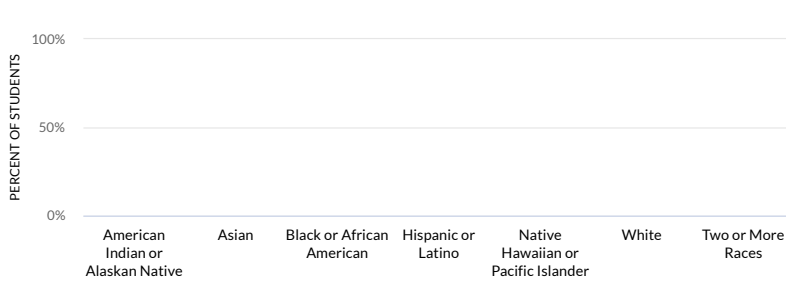 PERCENT OF STUDENTS
100%
50%
0%
American
Indian or
Alaskan Native
Asian
Black or African
American
Hispanic or
Latino
Native
Hawaiian or
Pacific Islander
White
Two or More
Races